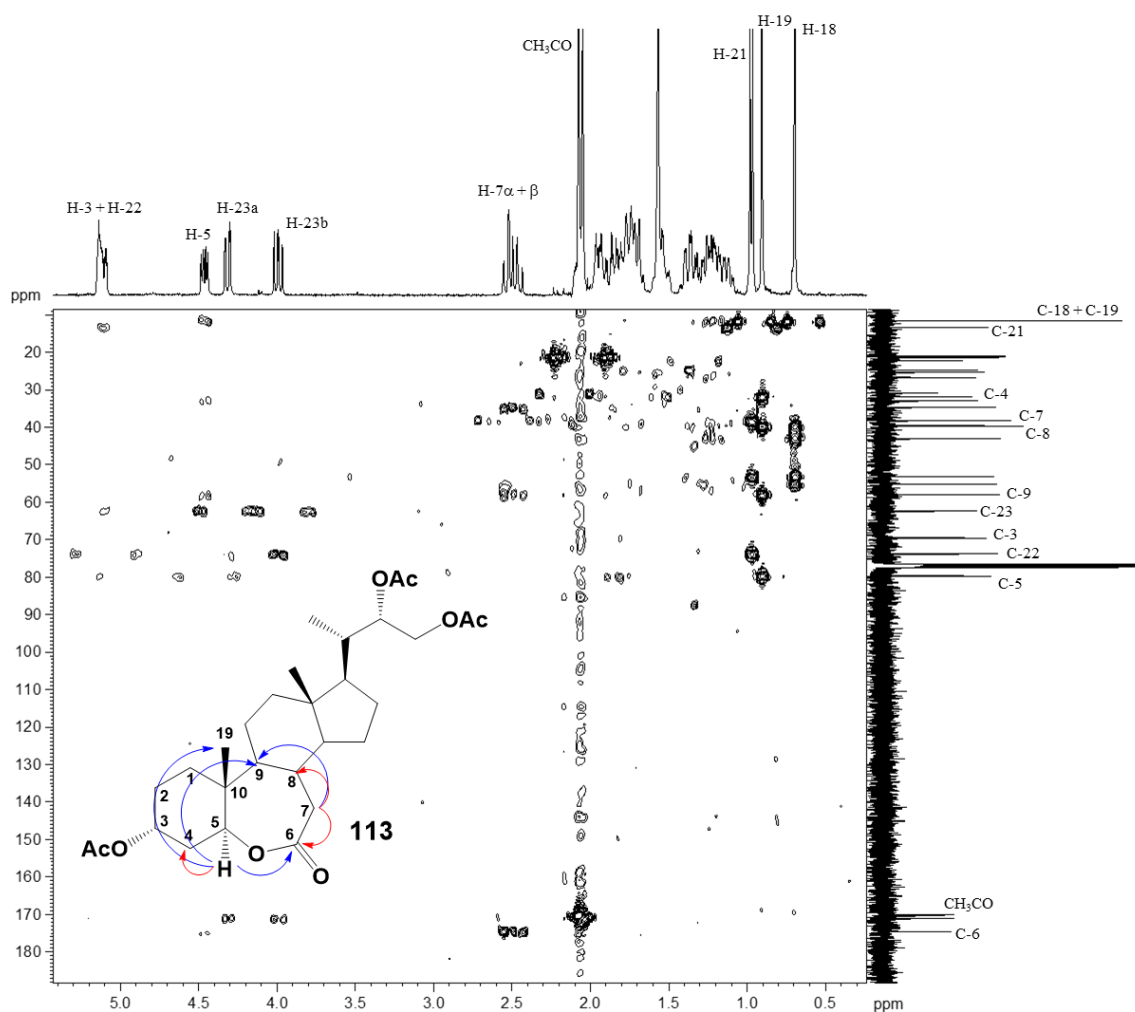 H-19
H-18
CH3CO
H-21
H-7α + β
H-3 + H-22
H-23a
H-23b
H-5
ppm
C-18 + C-19
C-21
20
30
C-4
40
C-7
C-8
50
C-9
60
C-23
70
C-3
C-22
80
C-5
OAc
90
OAc
100
110
120
19
130
1
9
8
2
10
140
7
3
5
6
113
4
150
AcO
O
H
O
160
170
CH3CO
C-6
180
5.0 4.5 4.0 3.5 3.0 2.5 2.0 1.5 1.0 0.5 ppm
ppm